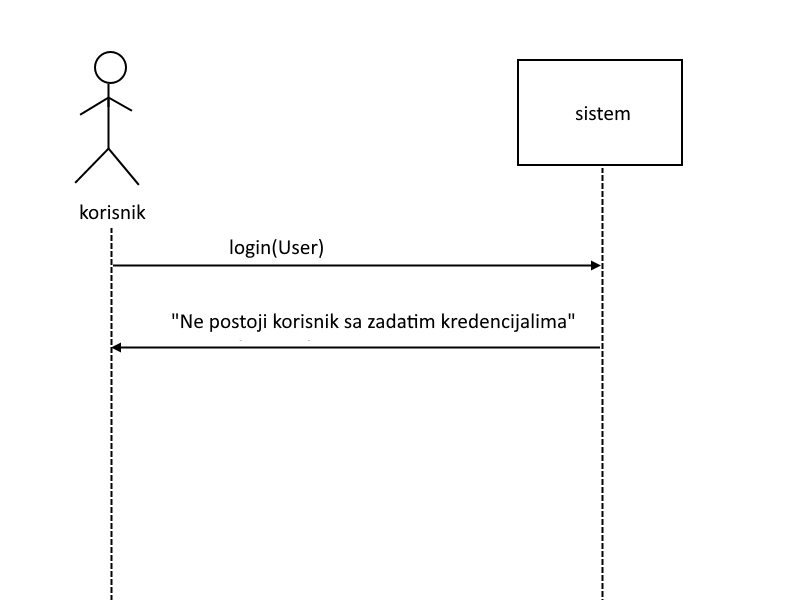 sistem
korisnik
login(User)
"Ne postoji korisnik sa zadatim kredencijalima"